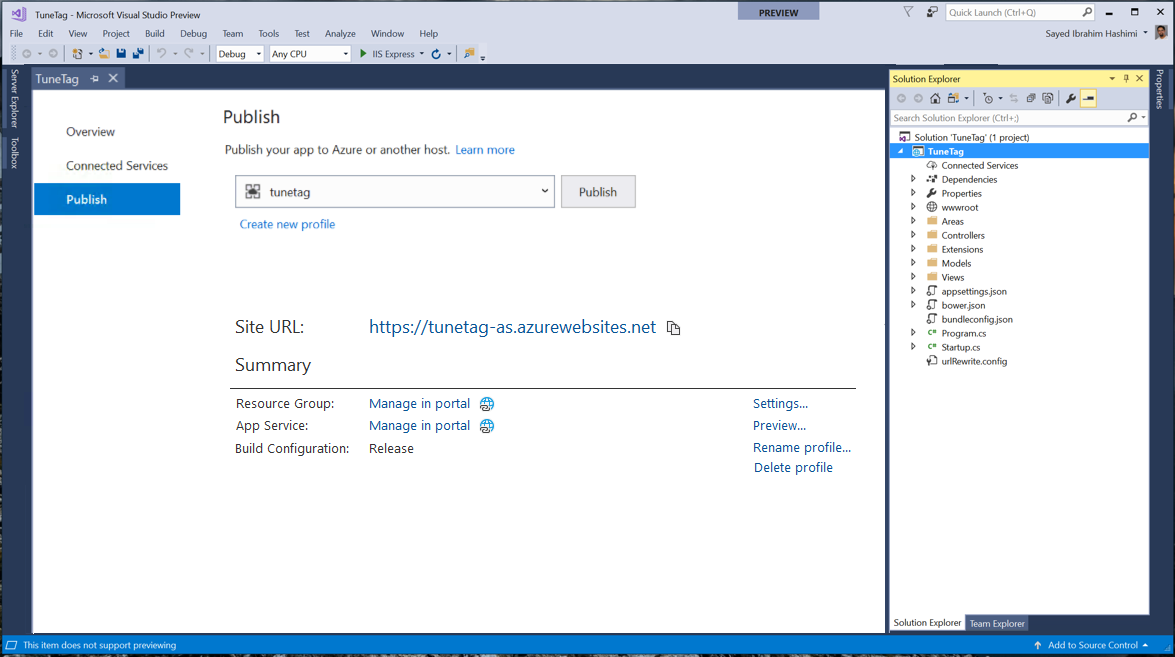 TuneTag - Microsoft Visual Studio Preview
PREVIEW
Quick Launch (Ctrl+Q)
File Edit View Project Build Debug Team Tools Test Analyze Window Help
Sayed Ibrahim Hashimi
Debug Any CPU IIS Express
Server Explorer
Toolbox
TuneTag
Overview
Connected Services
Publish
Publish
Publish your app to Azure or another host. Learn more
tunetag
Publish
Create new profile
Site URL: https://tunetag-as.azurewebsites.net
Summary
Resource Group: Manage in portal Settings...
App Service: Manage in portal Preview...
Build Configuration: Release Rename profile...
Delete profile
Solution Explorer
Search Solution Explorer (Ctrl+;)
Solution 'TuneTag' (1 project)
TuneTag
Connected Services
Dependencies
Properties
wwwroot
Areas
Controllers
Extensions
Models
Views
appsettings.json
bower.json
bundleconfig.json
Program.cs
Startup.cs
urlRewrite.config
Solution Explorer Team Explorer
Properties
This item does not support previewing
Add to Source Control